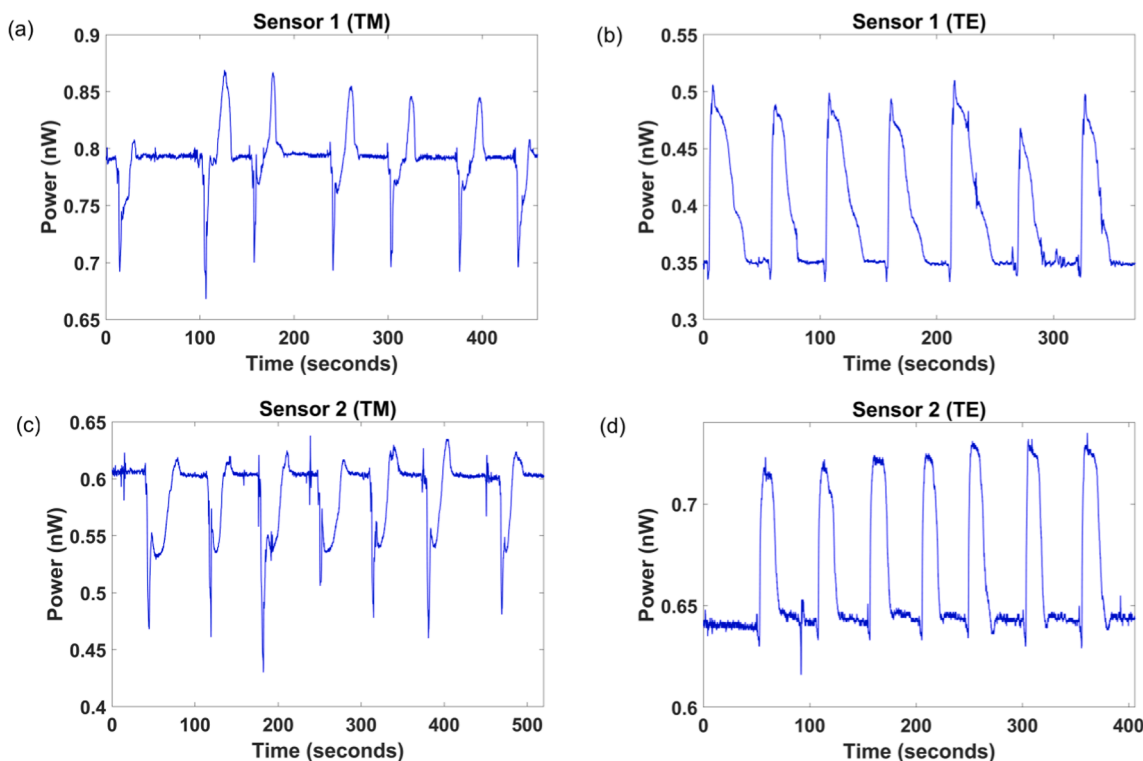 (a)
Sensor 1 (TM)
Power (nW)
0.9
0.85
0.8
0.75
0.7
0.65
0 100 200 300 400
Time (seconds)
(b)
Sensor 1 (TE)
Power (nW)
0.55
0.5
0.45
0.4
0.35
0.3
0 100 200 300
Time (seconds)
(c)
Sensor 2 (TM)
Power (nW)
0.65
0.6
0.55
0.5
0.45
0.4
0 100 200 300 400 500
Time (seconds)
(d)
Sensor 2 (TE)
Power (nW)
0.7
0.65
0.6
0 100 200 300 400
Time (seconds)